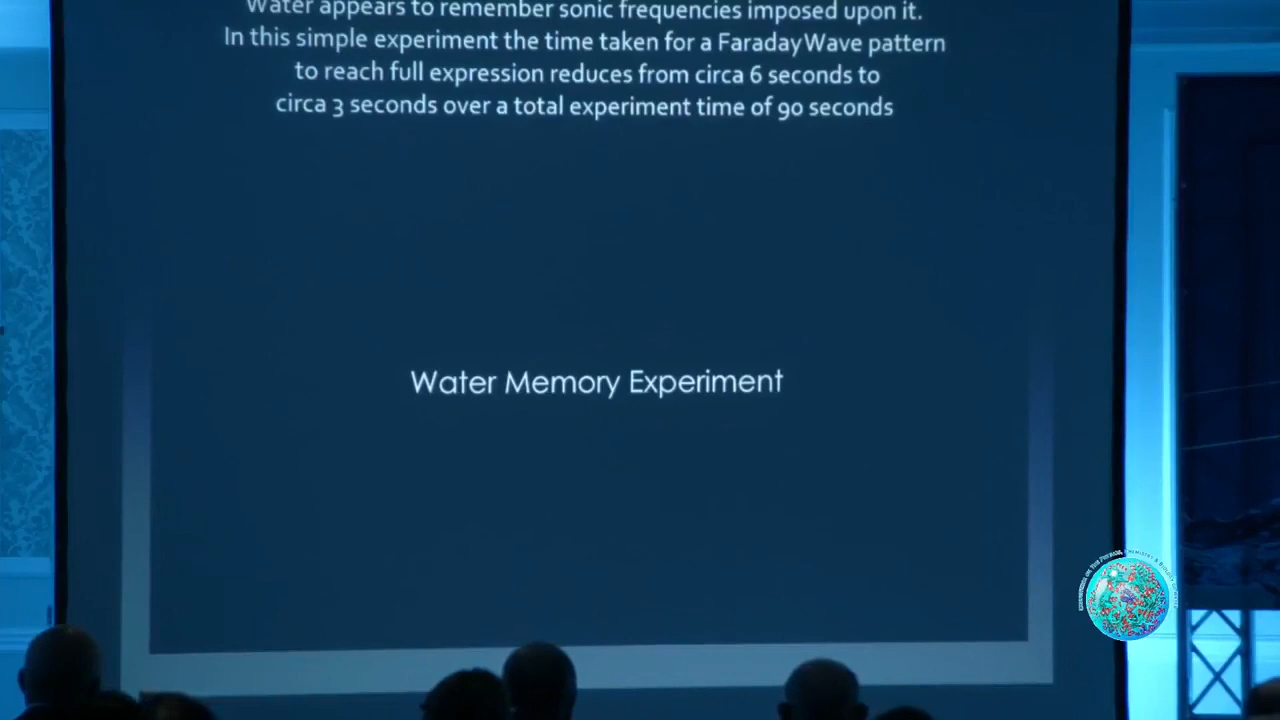 Water appears to remember sonic frequencies imposed upon it.
In this simple experiment the time taken for a Faraday Wave pattern
to reach full expression reduces from circa 6 seconds to
circa 3 seconds over a total experiment time of 90 seconds
Water Memory Experiment